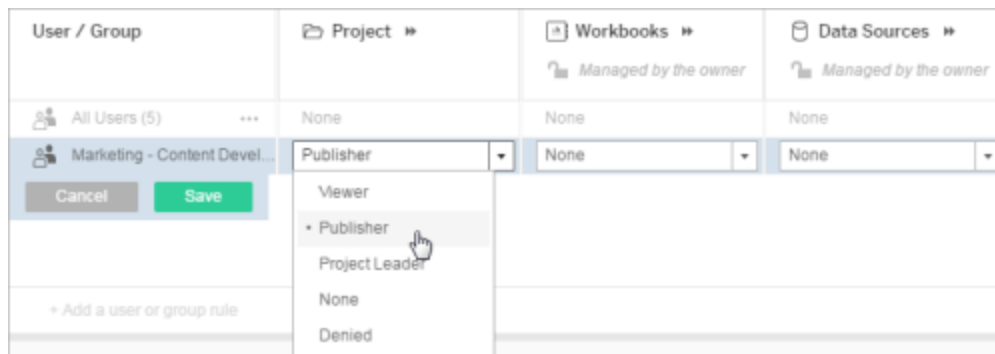 User / Group Project Workbooks Data Sources
Managed by the owner Managed by the owner
All Users (5) ... None None None
Marketing - Content Devel... Publisher None None
Cancel Save Viewer
• Publisher
Project Leader
None
+ Add a user or group rule
Denied